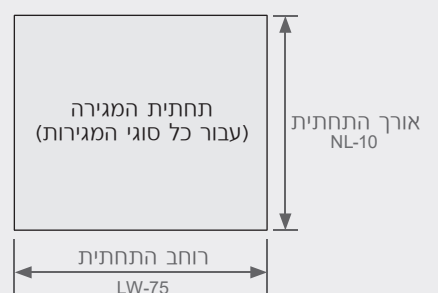 תחתית המגירה
(עבור כל סוגי המגירות)
אורך התחתית
NL-10
רוחב התחתית
LW-75